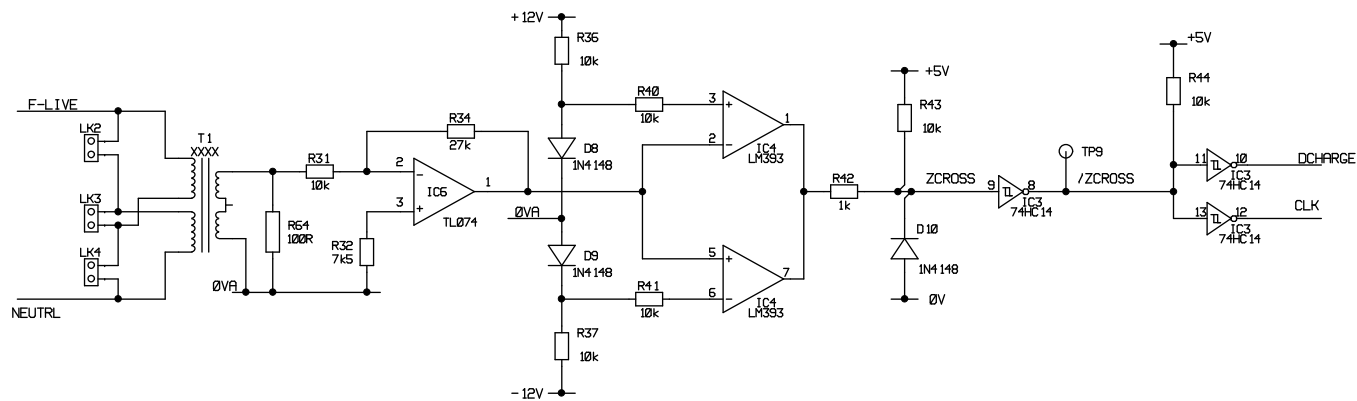 +12V
R36
10k
+5V
R44
10k
+5V
R43
10k
F-LIVE
LK2
T1
XXXX
R34
27k
R40
10k
3
+
2
-
1
IC4
LM393
D8
1N4148
R31
10k
2
-
3
+
1
IC6
TL074
LK3
R64
100R
R32
7k5
0VA
LK4
0VA
NEUTRL
D9
1N4148
5
+
6
-
7
IC4
LM393
R41
10k
R37
10k
-12V
R42
1k
ZCROSS
9
8
IC3
74HC14
D10
1N4148
0V
TP9
/ZCROSS
11
10
DCHARGE
IC3
74HC14
13
12
CLK
IC3
74HC14